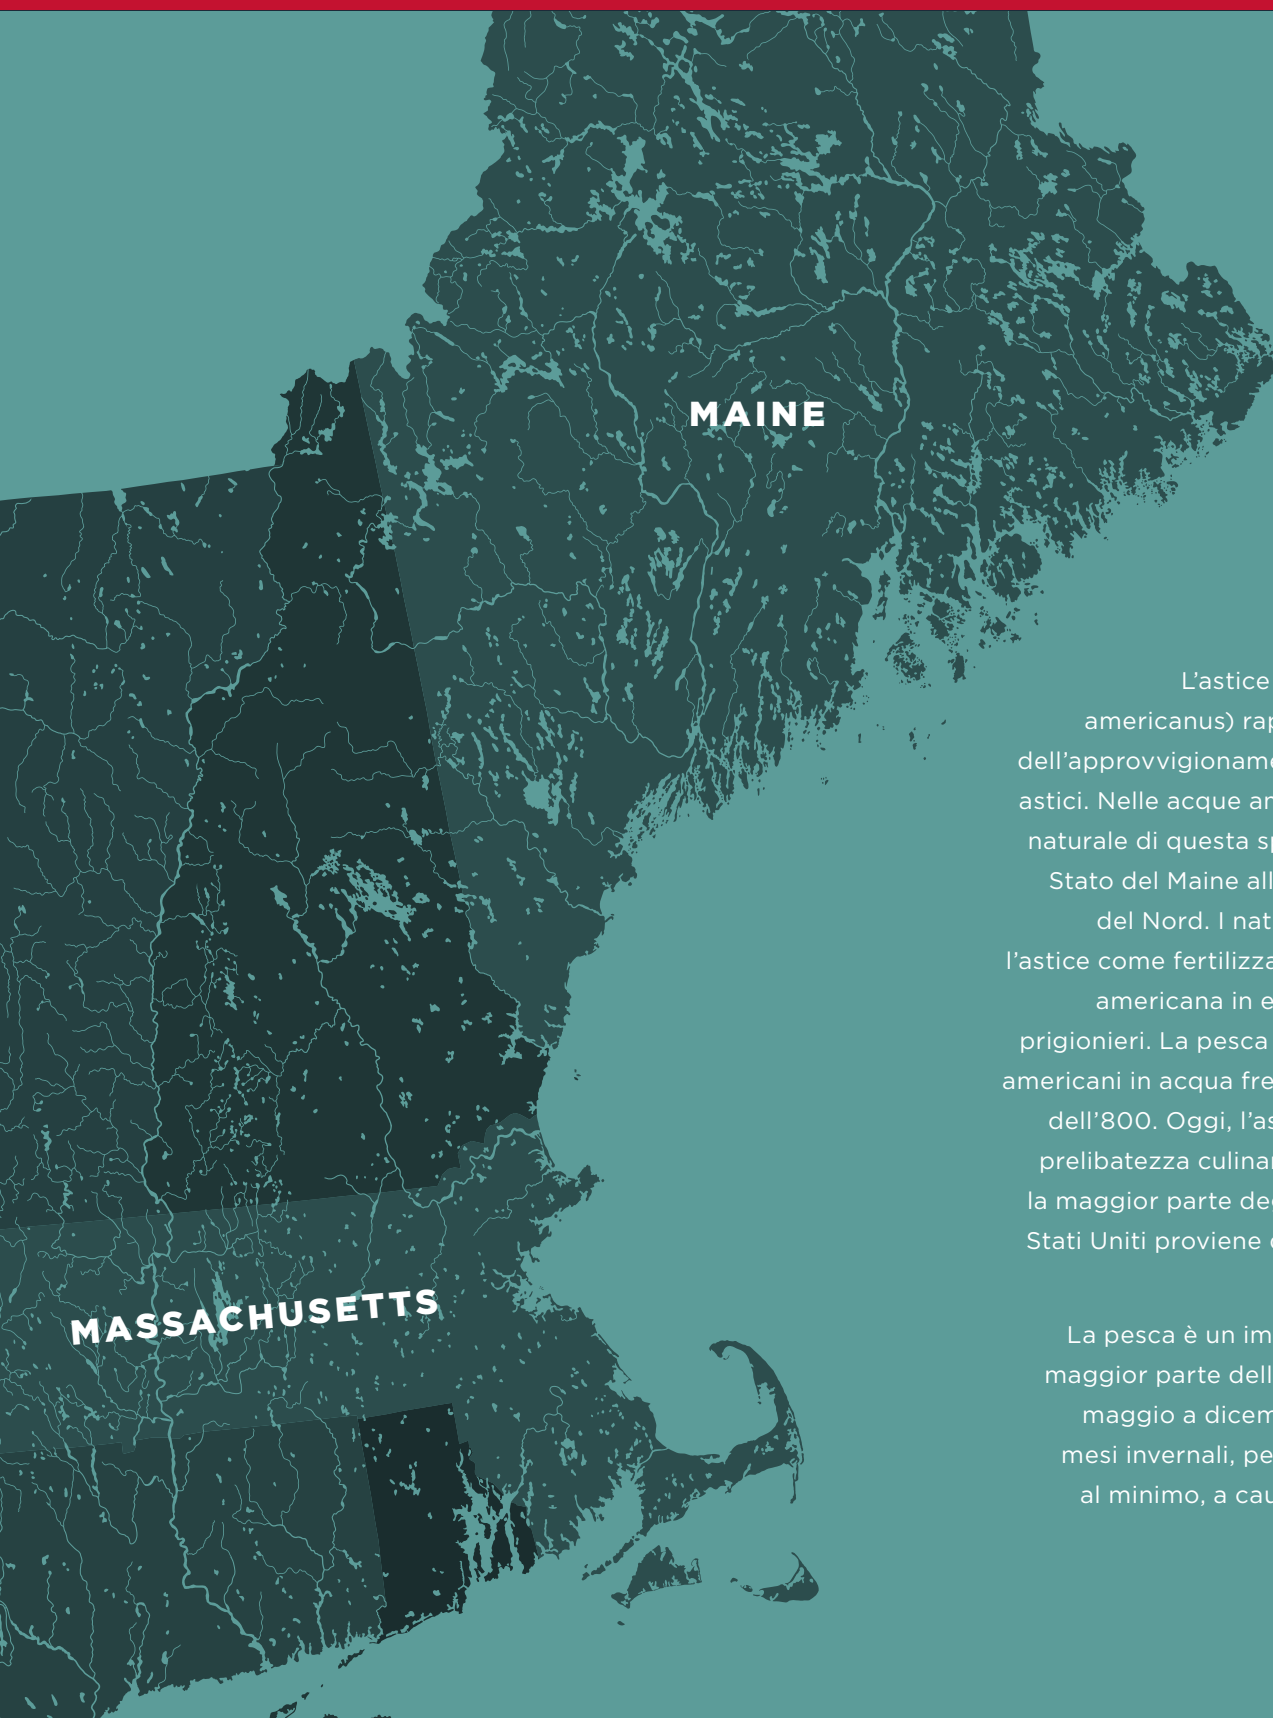 MAINE
L’astice
americanus) rap
dell’approvvigioname
astici. Nelle acque am
naturale di questa sp
Stato del Maine all
del Nord. I nat
l’astice come fertilizza
americana in e
prigionieri. La pesca
americani in acqua fre
dell’800. Oggi, l’as
prelibatezza culinar
la maggior parte deg
Stati Uniti proviene
MASSACHUSETTS
La pesca è un im
maggior parte dell
maggio a dicem
mesi invernali, pe
al minimo, a cau